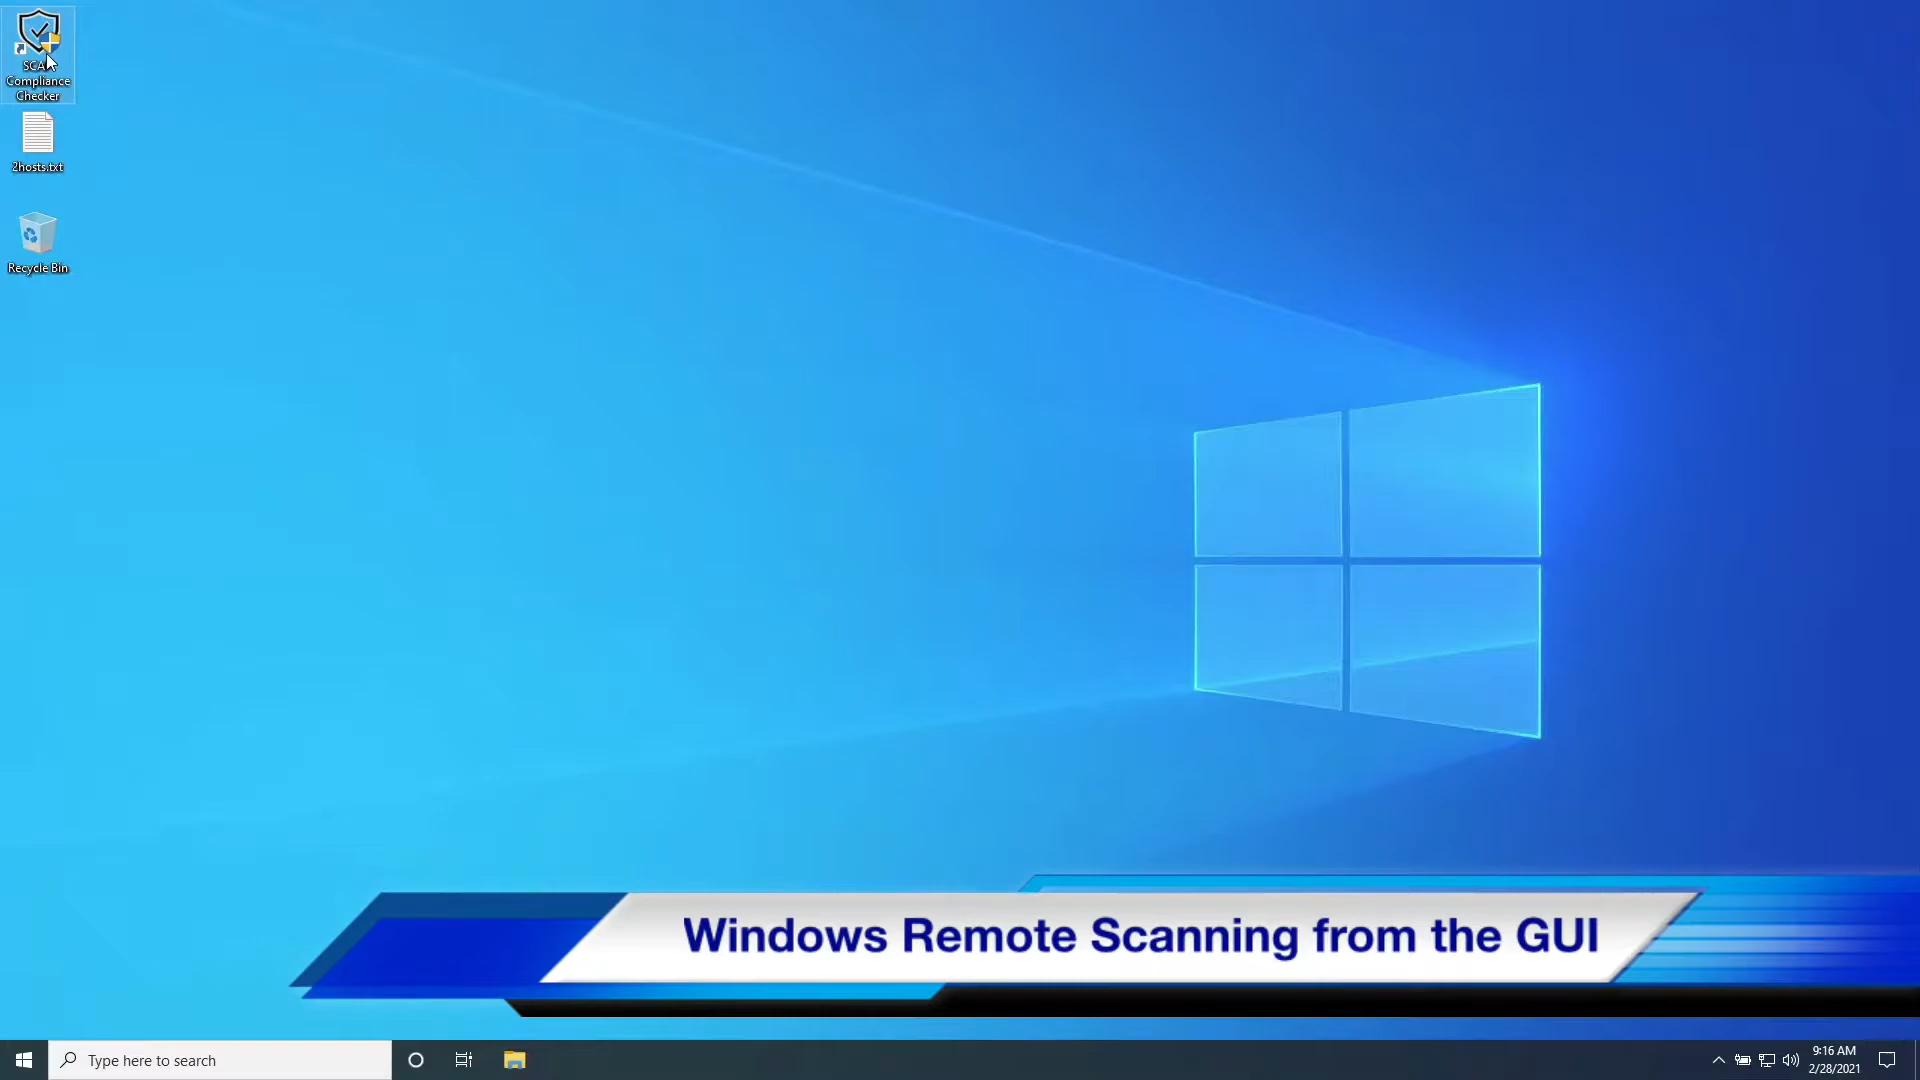 Compliance
Checker
2hosts.txt
Recycle Bin
Windows Remote Scanning from the GUI
Type here to search
9:16 AM
2/28/2021